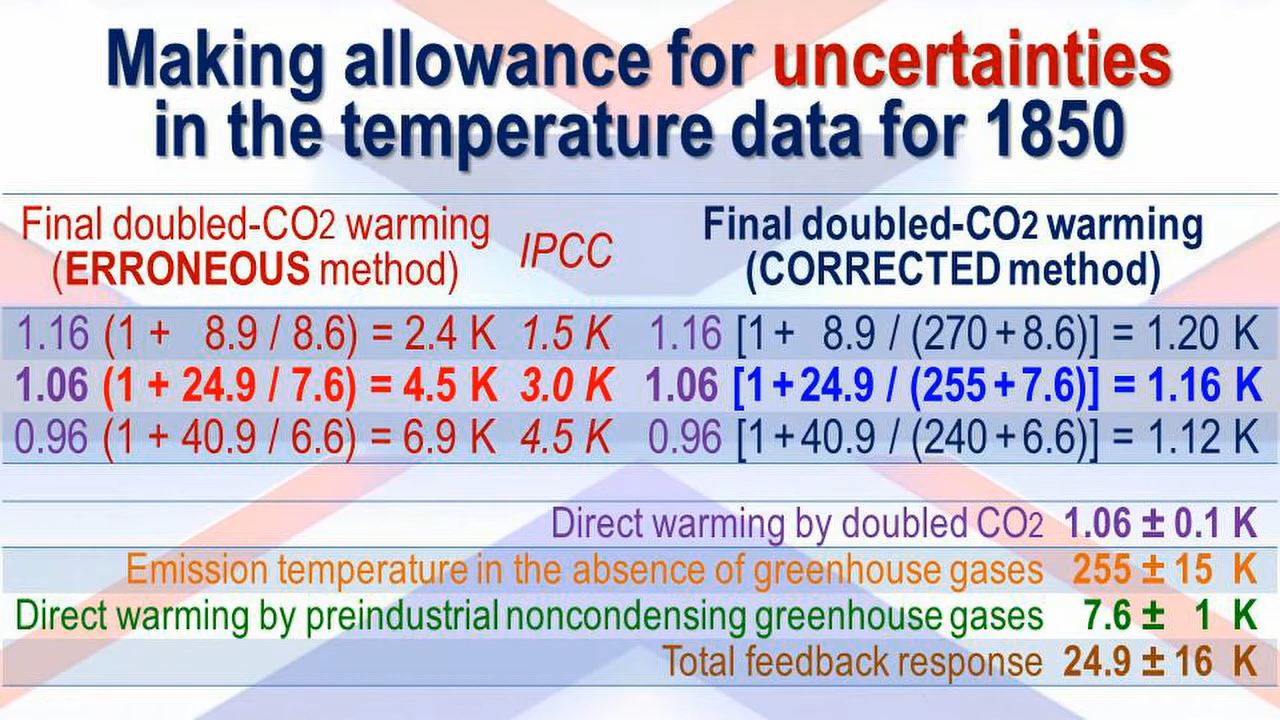 Making allowance for uncertainties
in the temperature data for 1850
Final doubled-CO2 warming
(ERRONEOUS method)
IPCC
Final doubled-CO2 warming
(CORRECTED method)
1.16 (1 + 8.9 / 8.6) = 2.4 K 1.5 K 1.16 [1 + 8.9 / (270 + 8.6)] = 1.20 K
1.06 (1 + 24.9 / 7.6) = 4.5 K 3.0 K 1.06 [1 + 24.9 / (255 + 7.6)] = 1.16 K
0.96 (1 + 40.9 / 6.6) = 6.9 K 4.5 K 0.96 [1 + 40.9 / (240 + 6.6)] = 1.12 K
Direct warming by doubled CO2 1.06 ± 0.1 K
Emission temperature in the absence of greenhouse gases 255 ± 15 K
Direct warming by preindustrial noncondensing greenhouse gases 7.6 ± 1 K
Total feedback response 24.9 ± 16 K